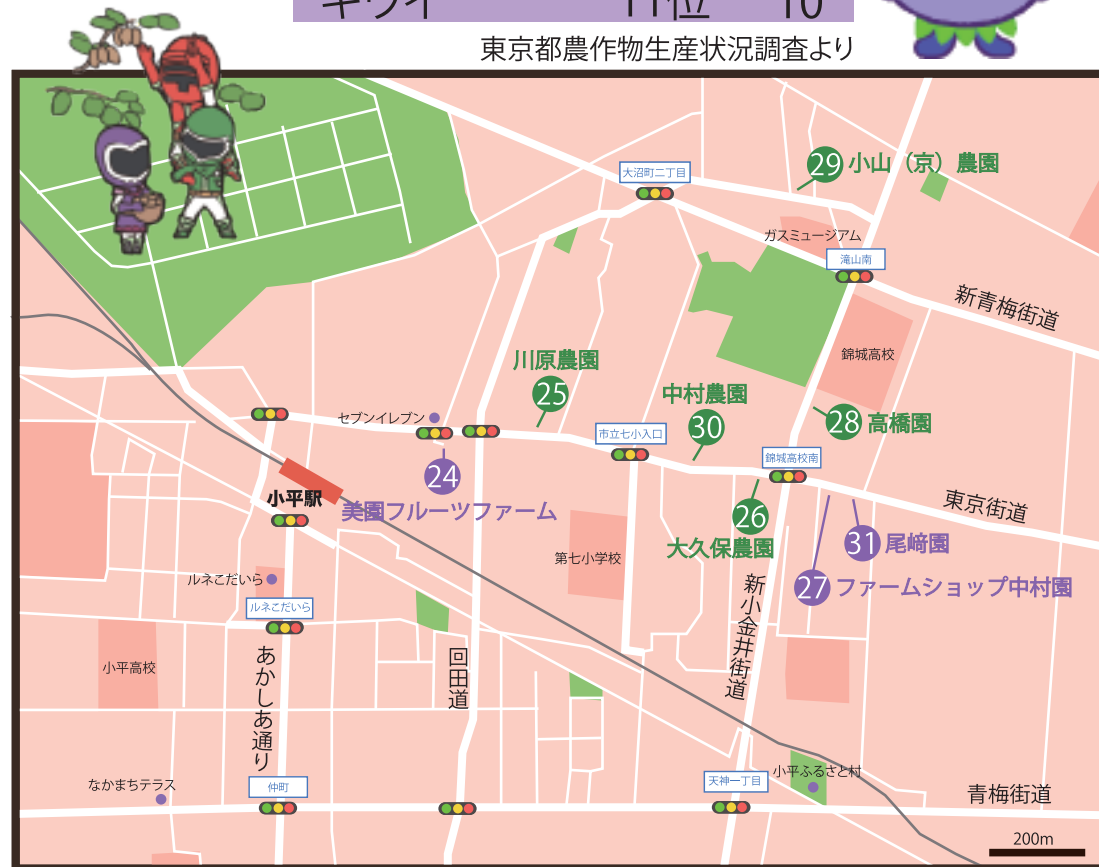 キウイ 11位 10
東京都農作物生産状況調査より
大沼町二丁目
29 小山（京）農園
ガスミュージアム
滝山南
新青梅街道
錦城高校
川原農園
25
中村農園
30
28 高橋園
セブンイレブン
市立七小入口
錦城高校南
24
美園フルーツファーム
小平駅
東京街道
26
大久保農園
31 尾﨑園
第七小学校
27 ファームショップ中村園
ルネこだいら
ルネこだいら
新小金井街道
小平高校
あかしあ通り
回田道
なかまちテラス
仲町
天神一丁目
小平ふるさと村
青梅街道
200m